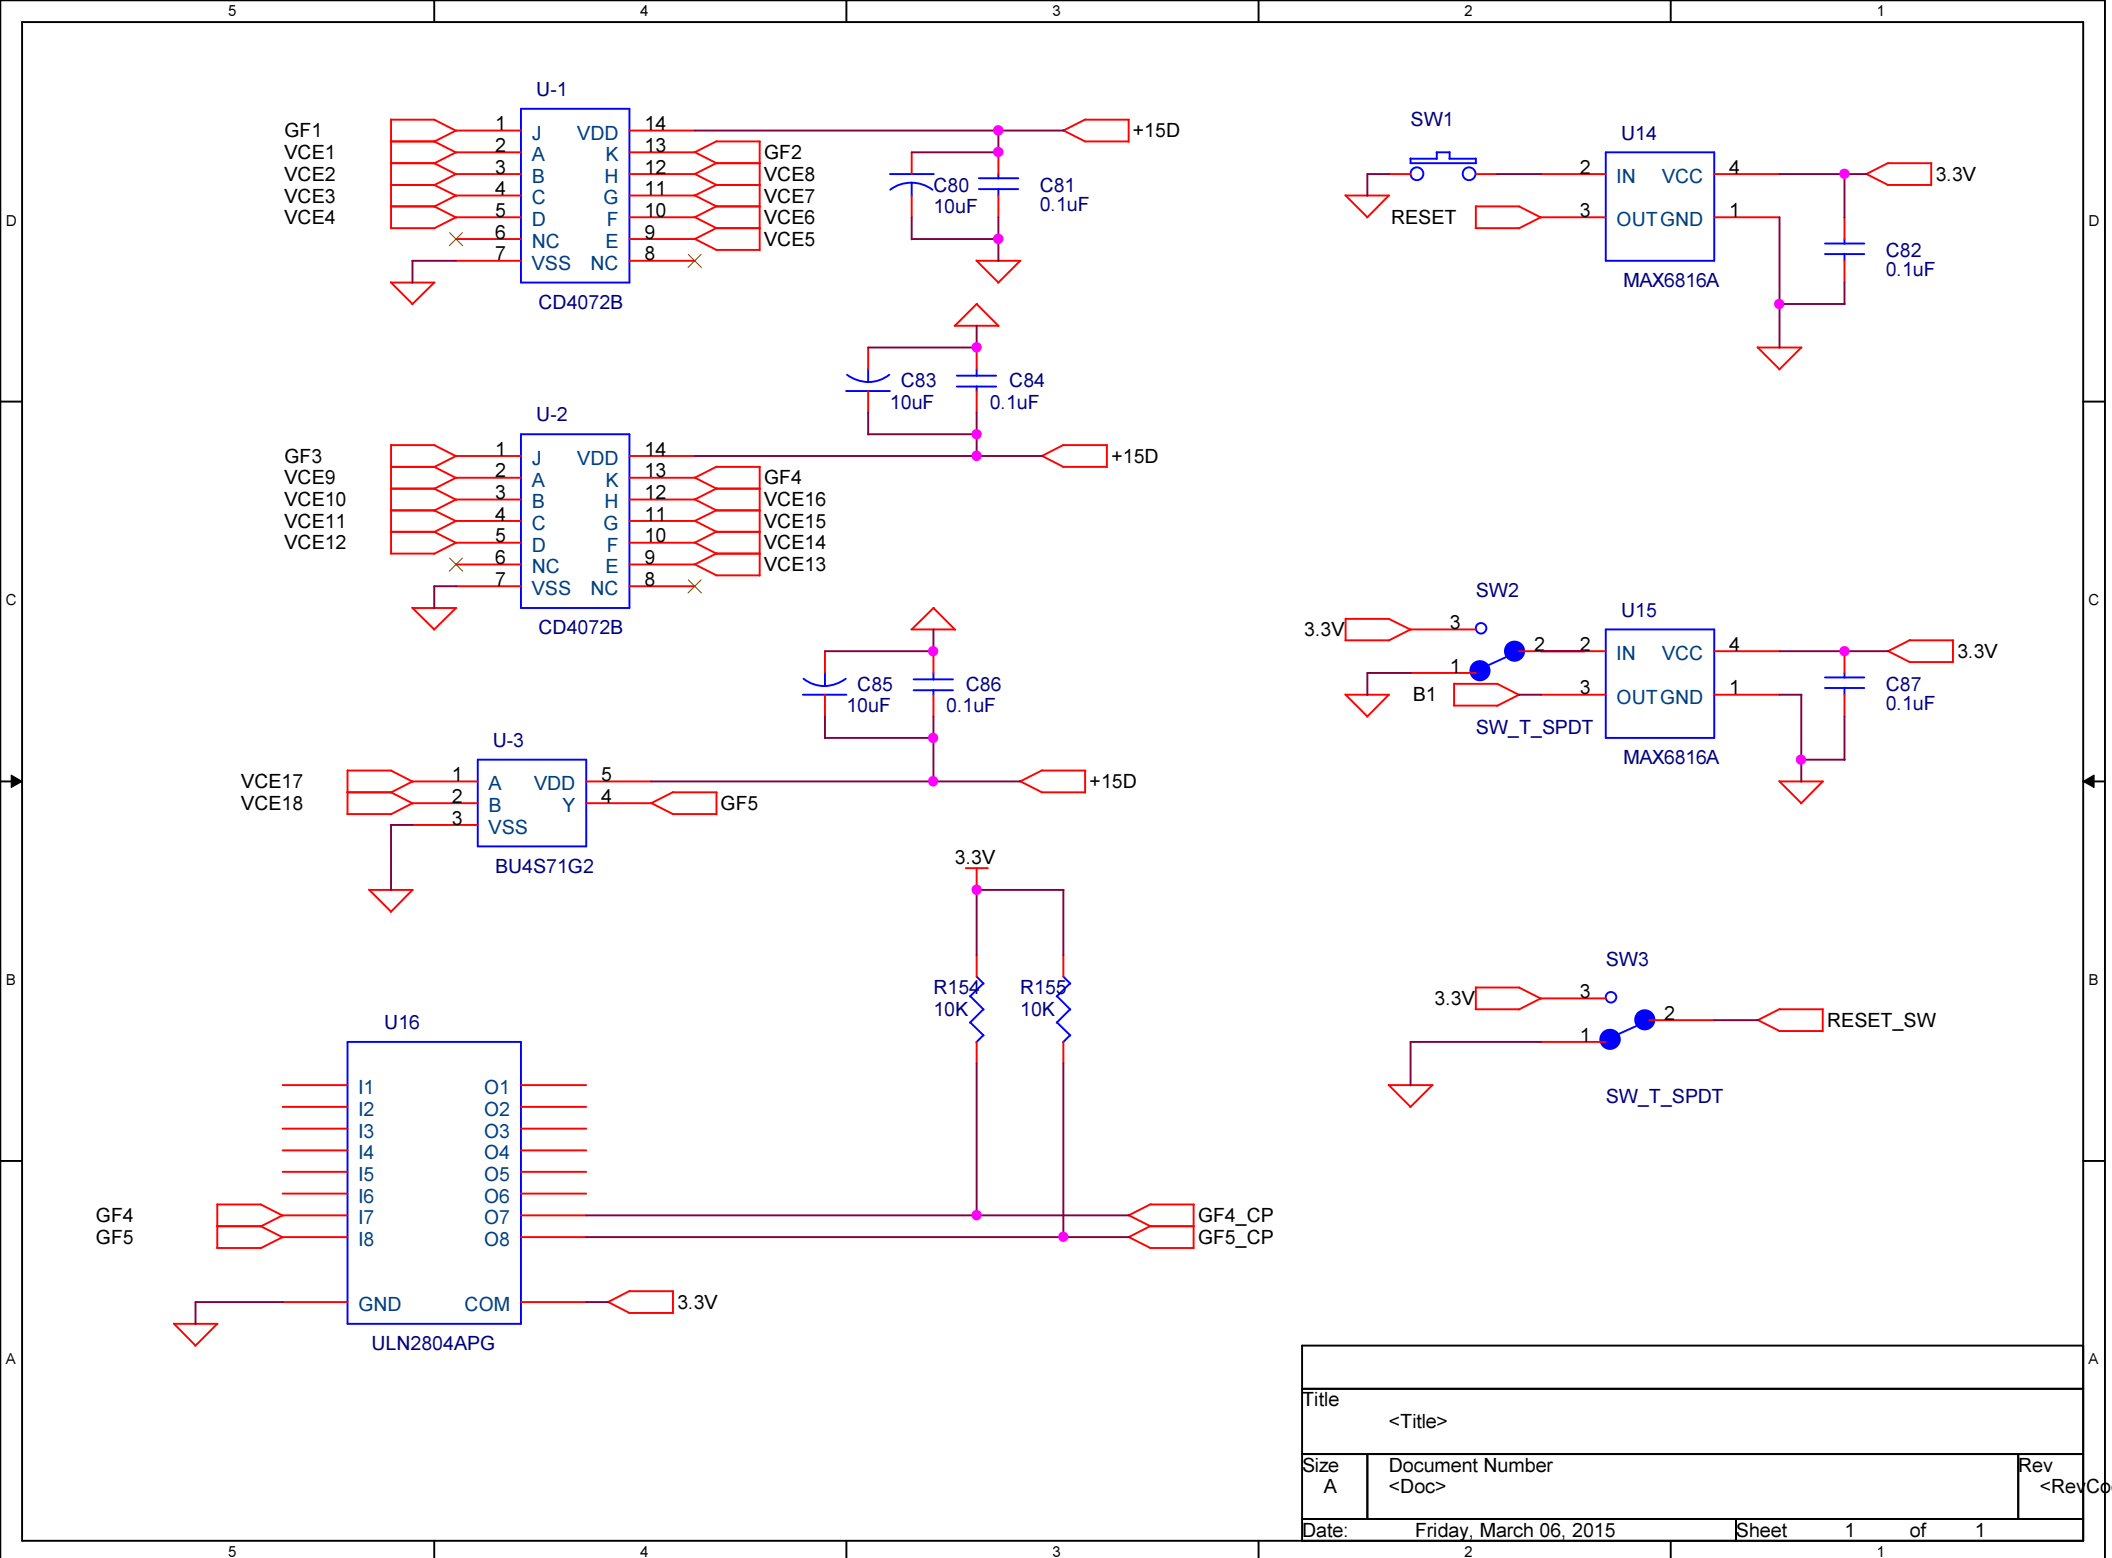 5 4 3 2 1
D
D
C
C
B
B
A
A
U-1
GF1 1 J VDD 14 +15D
VCE1 2 A K 13 GF2
VCE2 3 B H 12 VCE8
VCE3 4 C G 11 VCE7
VCE4 5 D F 10 VCE6
6 NC E 9 VCE5
7 VSS NC 8
CD4072B
C80
10uF
C81
0.1uF
SW1
U14
2 IN VCC 4 3.3V
RESET 3 OUT GND 1
MAX6816A
C82
0.1uF
C83
10uF
C84
0.1uF
U-2
GF3 1 J VDD 14 +15D
VCE9 2 A K 13 GF4
VCE10 3 B H 12 VCE16
VCE11 4 C G 11 VCE15
VCE12 5 D F 10 VCE14
6 NC E 9 VCE13
7 VSS NC 8
CD4072B
SW2
U15
3.3V 3
2 2 IN VCC 4 3.3V
1
B1 3 OUT GND 1
SW_T_SPDT
MAX6816A
C87
0.1uF
C85
10uF
C86
0.1uF
U-3
VCE17 1 A VDD 5 +15D
VCE18 2 B Y 4 GF5
3 VSS
BU4S71G2
3.3V
R154
10K
R155
10K
SW3
3.3V 3
2 RESET_SW
1
SW_T_SPDT
U16
I1 O1
I2 O2
I3 O3
I4 O4
I5 O5
I6 O6
GF4 I7 O7 GF4_CP
GF5 I8 O8 GF5_CP
GND COM 3.3V
ULN2804APG
Title
<Title>
Size Document Number Rev
A <Doc> <RevCo
Date: Friday, March 06, 2015 Sheet 1 of 1
5 4 3 2 1